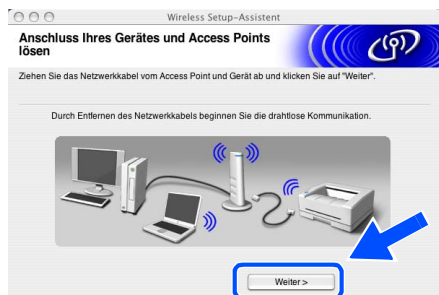 Wireless Setup-Assistent
Anschluss Ihres Gerätes und Access Points
lösen
Ziehen Sie das Netzwerkkabel vom Access Point und Gerät ab und klicken Sie auf "Weiter".
Durch Entfernen des Netzwerkkabels beginnen Sie die drahtlose Kommunikation.
Weiter >